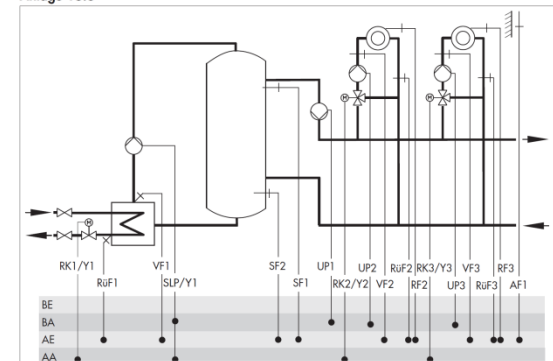 RK1/Y1 VF1 SF2 UP1 UP2 RüF2 RK3/Y3 VF3 RF3
RüF1 SLP/Y1 SF1 RK2/Y2 VF2 RF2 UP3 RüF3 AF1
BE
BA
AE
AA